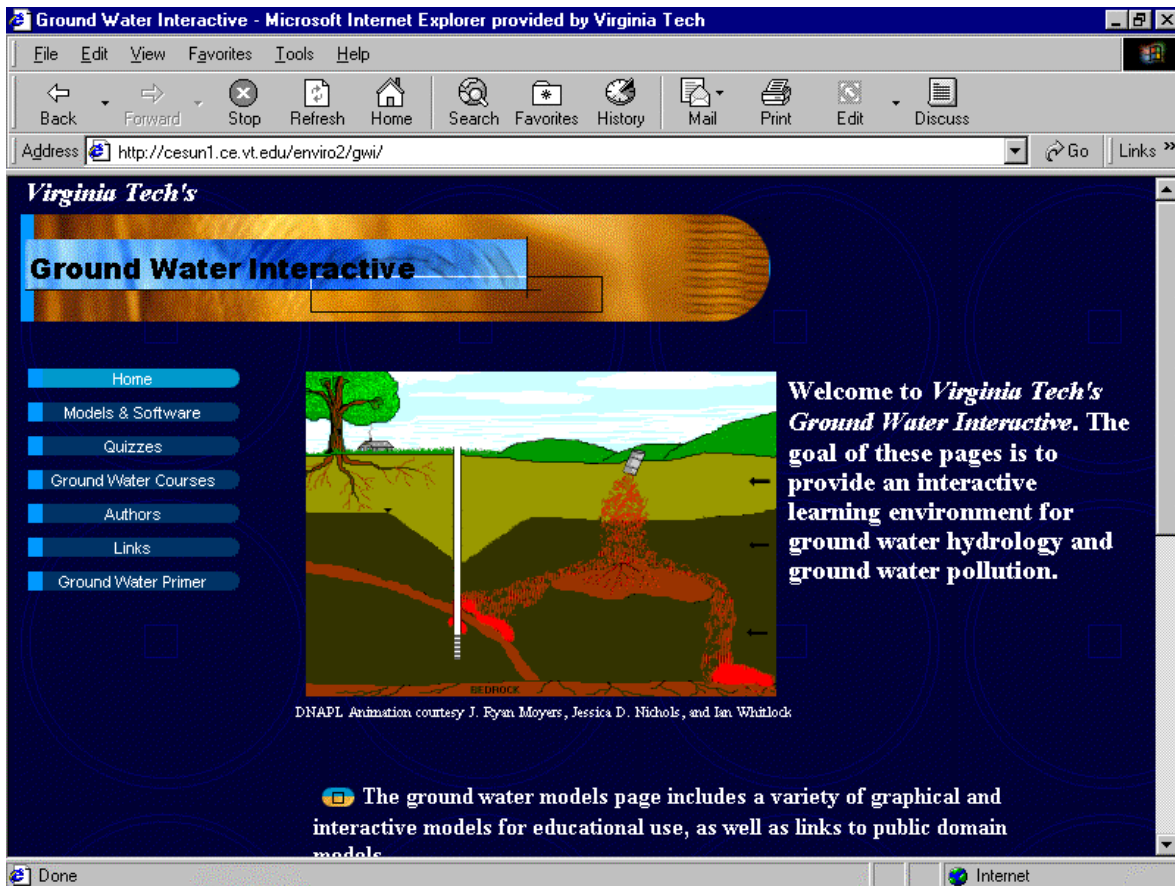 Ground Water Interactive - Microsoft Internet Explorer provided by Virginia Tech
File Edit View Favorites Tools Help
Back Forward Stop Refresh Home Search Favorites History Mail Print Edit Discuss
Address http://cesun1.ce.vt.edu/enviro2/gwi/ Go Links »
Virginia Tech's
Ground Water Interactive
Home
Models & Software
Quizzes
Ground Water Courses
Authors
Links
Ground Water Primer
BEDROCK
DNAPL Animation courtesy J. Ryan Moyers, Jessica D. Nichols, and Ian Whitlock
Welcome to Virginia Tech's
Ground Water Interactive. The
goal of these pages is to
provide an interactive
learning environment for
ground water hydrology and
ground water pollution.
The ground water models page includes a variety of graphical and
interactive models for educational use, as well as links to public domain
models
Done Internet